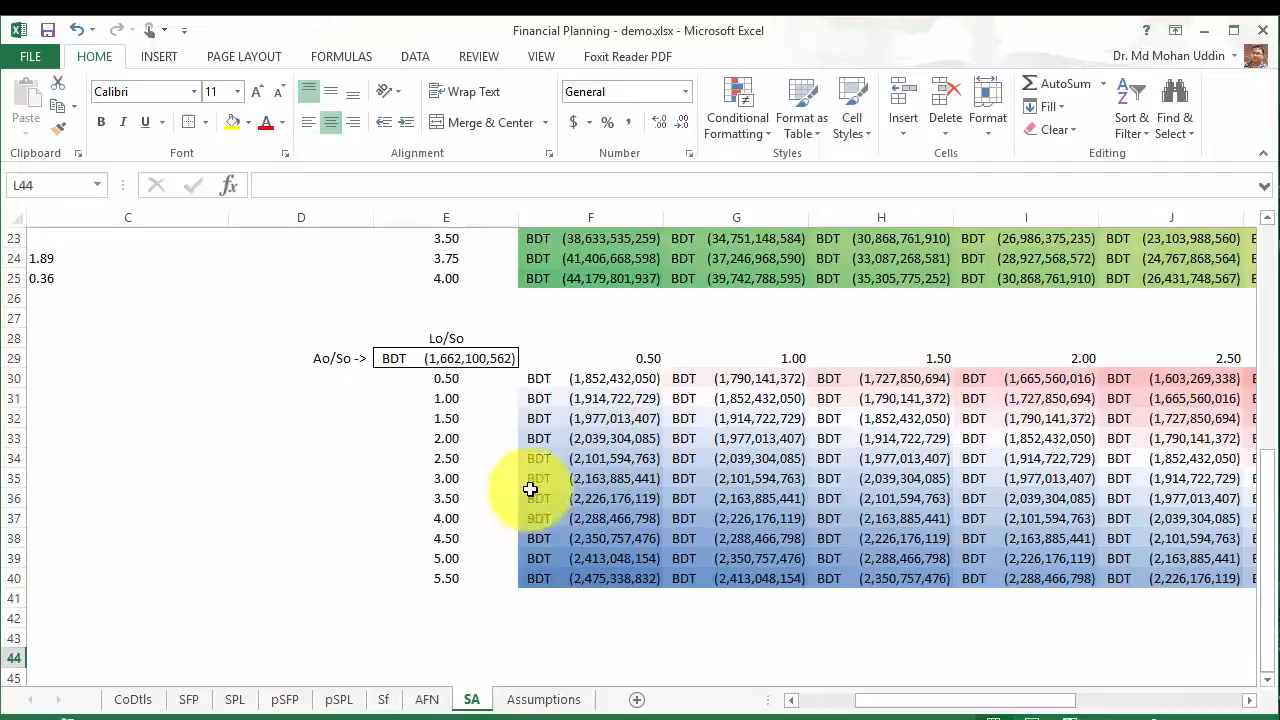 Financial Planning - demo.xlsx - Microsoft Excel
?
FILE HOME INSERT PAGE LAYOUT FORMULAS DATA REVIEW VIEW Foxit Reader PDF Dr. Md Mohan Uddin
Paste
Calibri 11
B I U A
Wrap Text
Merge & Center
General
$ % ,
Conditional Formatting
Format as Table
Cell Styles
Insert
Delete
Format
AutoSum
Fill
Clear
Sort & Filter
Find & Select
Clipboard Font Alignment Number Styles Cells Editing
L44 fx
C D E F G H I J
23 3.50 BDT (38,633,535,259) BDT (34,751,148,584) BDT (30,868,761,910) BDT (26,986,375,235) BDT (23,103,988,560)
24 1.89 3.75 BDT (41,406,668,598) BDT (37,246,968,590) BDT (33,087,268,581) BDT (28,927,568,572) BDT (24,767,868,564)
25 0.36 4.00 BDT (44,179,801,937) BDT (39,742,788,595) BDT (35,305,775,252) BDT (30,868,761,910) BDT (26,431,748,567)
26
27
28 Lo/So
29 Ao/So -> BDT (1,662,100,562) 0.50 1.00 1.50 2.00 2.50
30 0.50 BDT (1,852,432,050) BDT (1,790,141,372) BDT (1,727,850,694) BDT (1,665,560,016) BDT (1,603,269,338)
31 1.00 BDT (1,914,722,729) BDT (1,852,432,050) BDT (1,790,141,372) BDT (1,727,850,694) BDT (1,665,560,016)
32 1.50 BDT (1,977,013,407) BDT (1,914,722,729) BDT (1,852,432,050) BDT (1,790,141,372) BDT (1,727,850,694)
33 2.00 BDT (2,039,304,085) BDT (1,977,013,407) BDT (1,914,722,729) BDT (1,852,432,050) BDT (1,790,141,372)
34 2.50 BDT (2,101,594,763) BDT (2,039,304,085) BDT (1,977,013,407) BDT (1,914,722,729) BDT (1,852,432,050)
35 3.00 BDT (2,163,885,441) BDT (2,101,594,763) BDT (2,039,304,085) BDT (1,977,013,407) BDT (1,914,722,729)
36 3.50 BDT (2,226,176,119) BDT (2,163,885,441) BDT (2,101,594,763) BDT (2,039,304,085) BDT (1,977,013,407)
37 4.00 BDT (2,288,466,798) BDT (2,226,176,119) BDT (2,163,885,441) BDT (2,101,594,763) BDT (2,039,304,085)
38 4.50 BDT (2,350,757,476) BDT (2,288,466,798) BDT (2,226,176,119) BDT (2,163,885,441) BDT (2,101,594,763)
39 5.00 BDT (2,413,048,154) BDT (2,350,757,476) BDT (2,288,466,798) BDT (2,226,176,119) BDT (2,163,885,441)
40 5.50 BDT (2,475,338,832) BDT (2,413,048,154) BDT (2,350,757,476) BDT (2,288,466,798) BDT (2,226,176,119)
41
42
43
44
45
CoDtls SFP SPL pSFP pSPL Sf AFN SA Assumptions